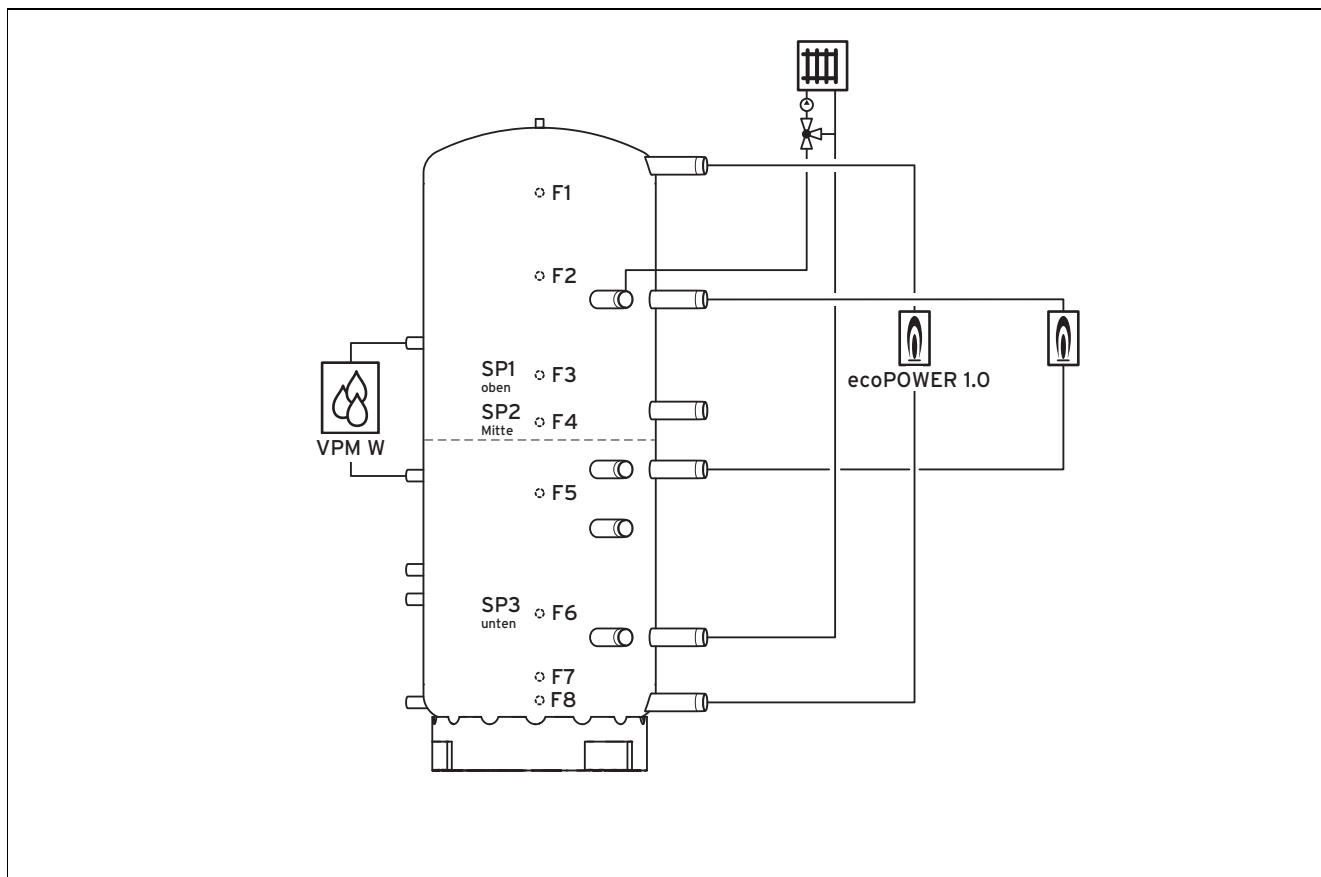 F1
F2
SP1
oben
F3
ecoPOWER 1.0
SP2
Mitte
F4
VPM W
F5
SP3
unten
F6
F7
F8